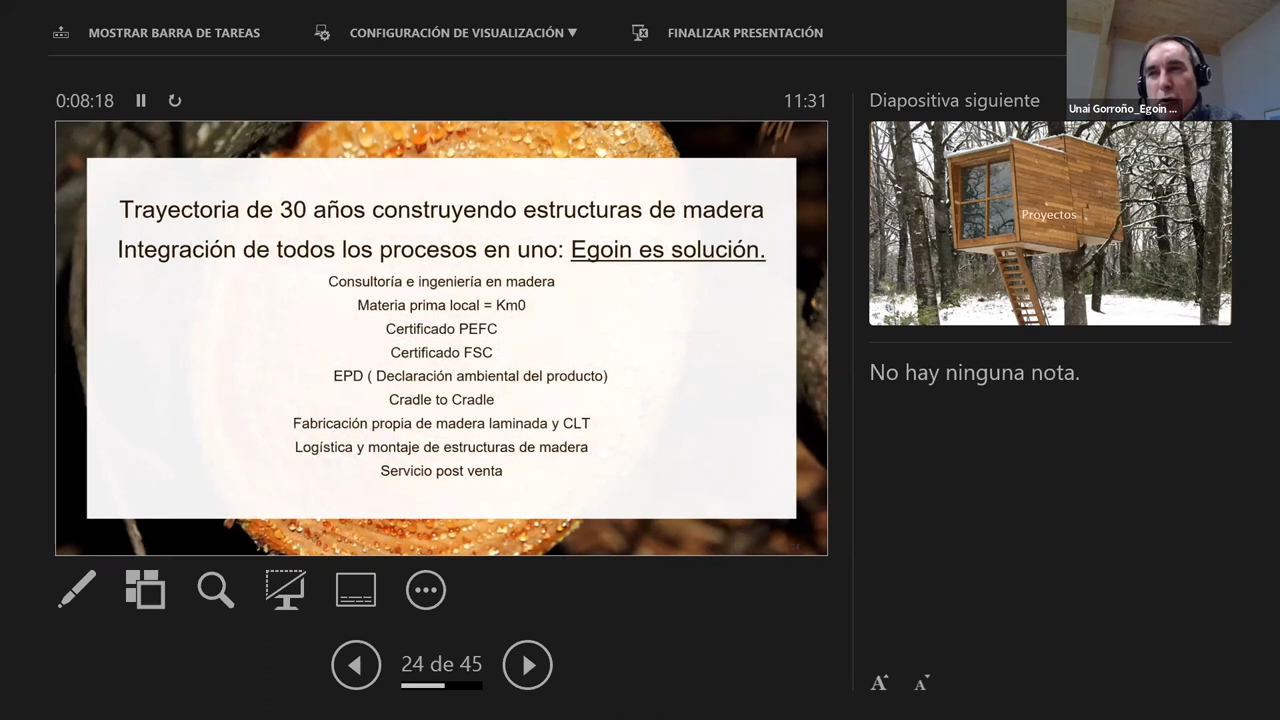 MOSTRAR BARRA DE TAREAS
CONFIGURACIÓN DE VISUALIZACIÓN ▼
FINALIZAR PRESENTACIÓN
Unai Gorroño_Egoin ...
0:08:18
11:31
Diapositiva siguiente
Trayectoria de 30 años construyendo estructuras de madera
Integración de todos los procesos en uno: Egoin es solución.
Consultoría e ingeniería en madera
Materia prima local = Km0
Certificado PEFC
Certificado FSC
EPD ( Declaración ambiental del producto)
Cradle to Cradle
Fabricación propia de madera laminada y CLT
Logística y montaje de estructuras de madera
Servicio post venta
Proyectos
No hay ninguna nota.
24 de 45
A A